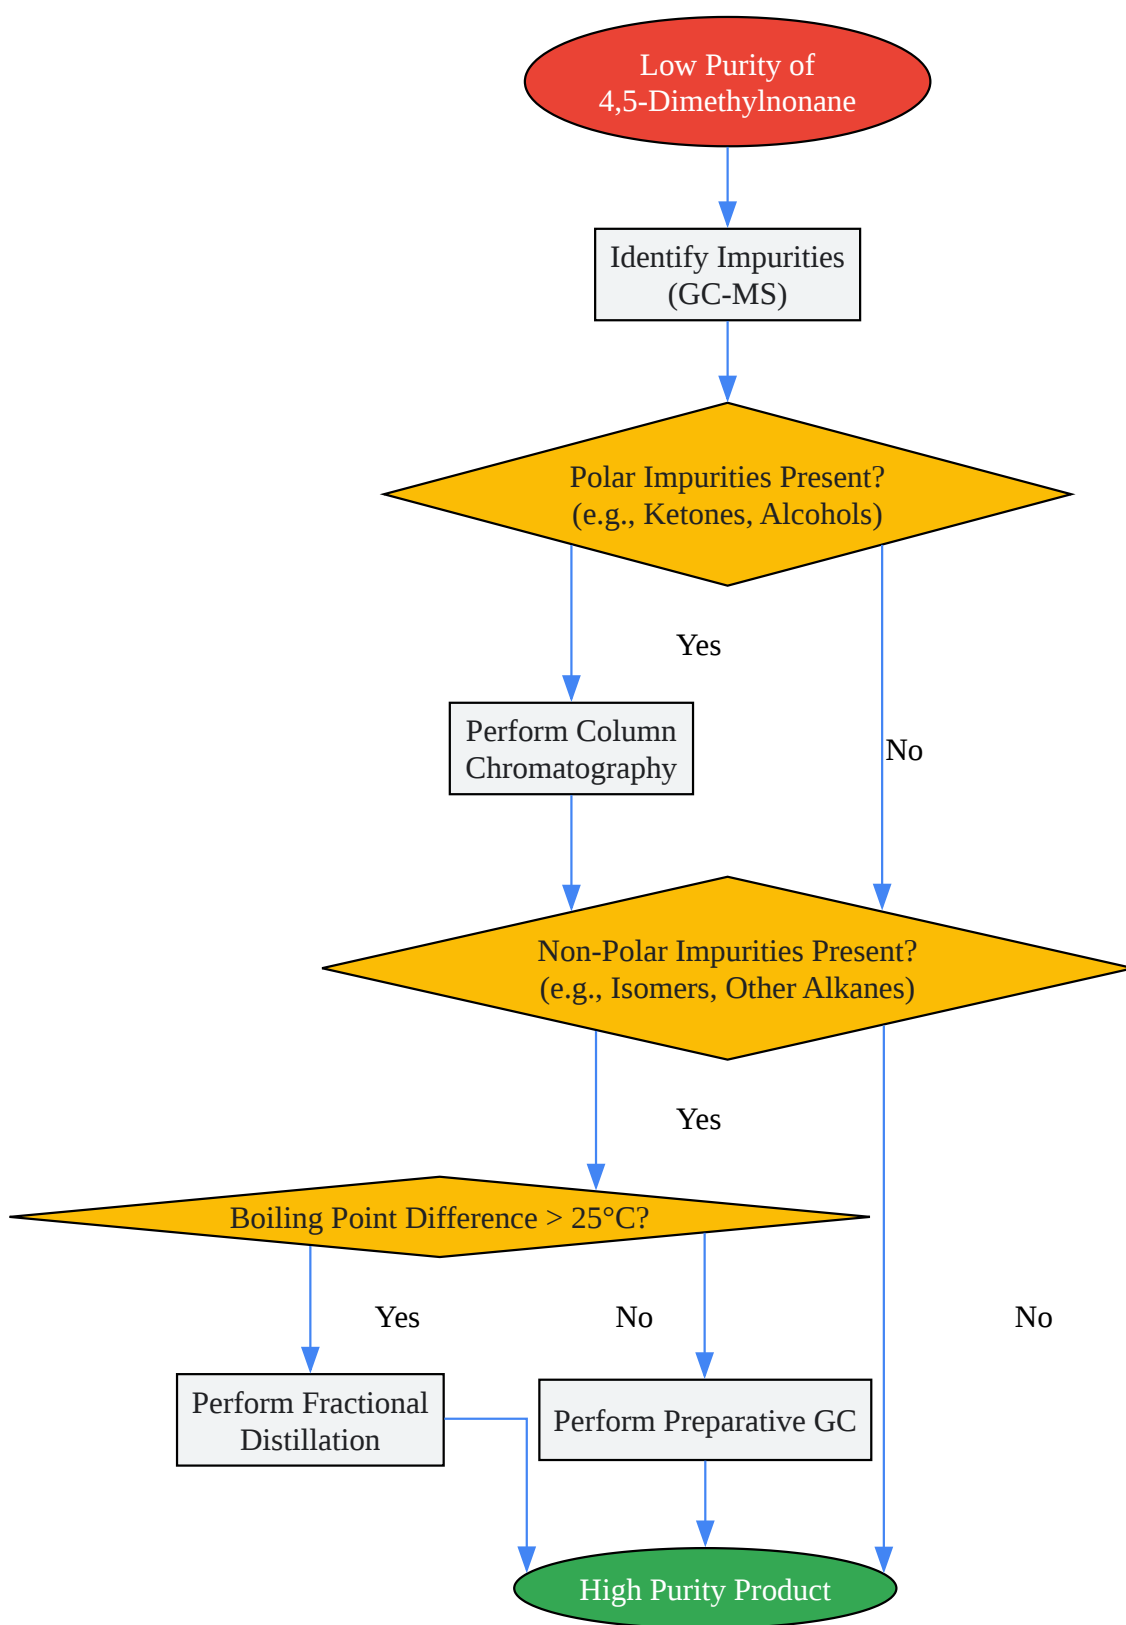 Low Purity of
4,5-Dimethylnonane
Identify Impurities
(GC-MS)
Polar Impurities Present?
(e.g., Ketones, Alcohols)
Yes
Perform Column
Chromatography
No
Non-Polar Impurities Present?
(e.g., Isomers, Other Alkanes)
Yes
Boiling Point Difference > 25°C?
Yes
No
No
Perform Fractional
Distillation
Perform Preparative GC
High Purity Product